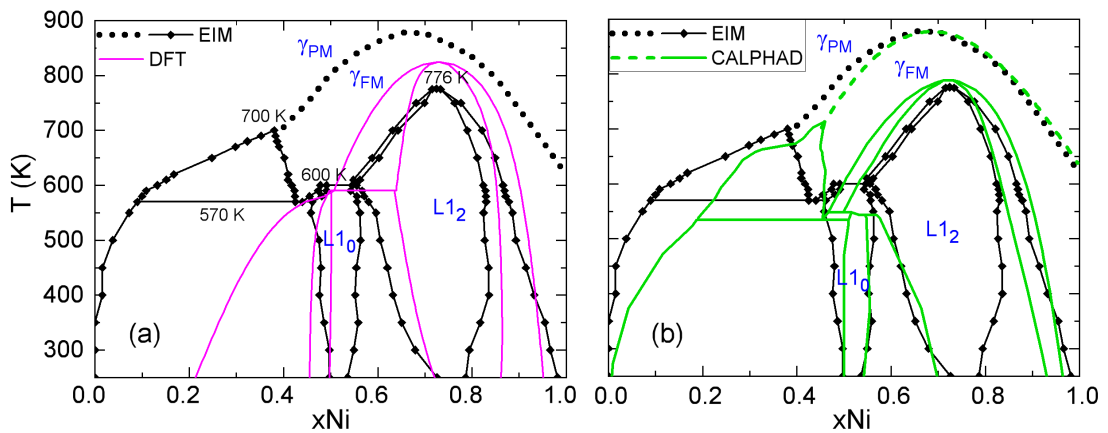 900
800
700
600
500
400
300
T (K)
0.0 0.2 0.4 0.6 0.8 1.0
xNi
EIM
DFT
γPM
γFM
776 K
700 K
600 K
570 K
L10
L12
(a)
0.0 0.2 0.4 0.6 0.8 1.0
xNi
EIM
CALPHAD
γPM
γFM
L12
L10
(b)